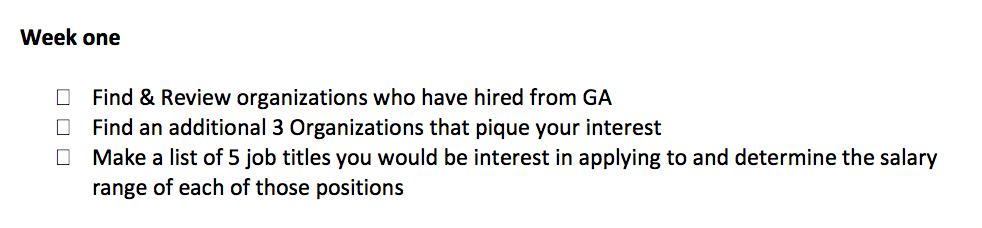 Week one
☐ Find & Review organizations who have hired from GA
☐ Find an additional 3 Organizations that pique your interest
☐ Make a list of 5 job titles you would be interest in applying to and determine the salary
range of each of those positions